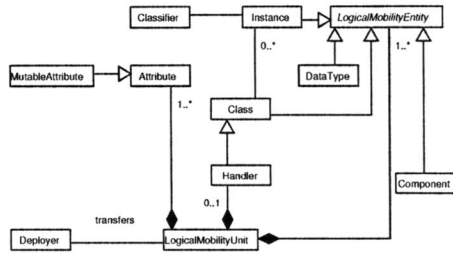 Classifier
Instance
LogicalMobilityEntity
0..*
1..*
MutableAttribute
Attribute
DataType
1..*
Class
Handler
Component
0..1
transfers
Deployer
LogicalMobilityUnit